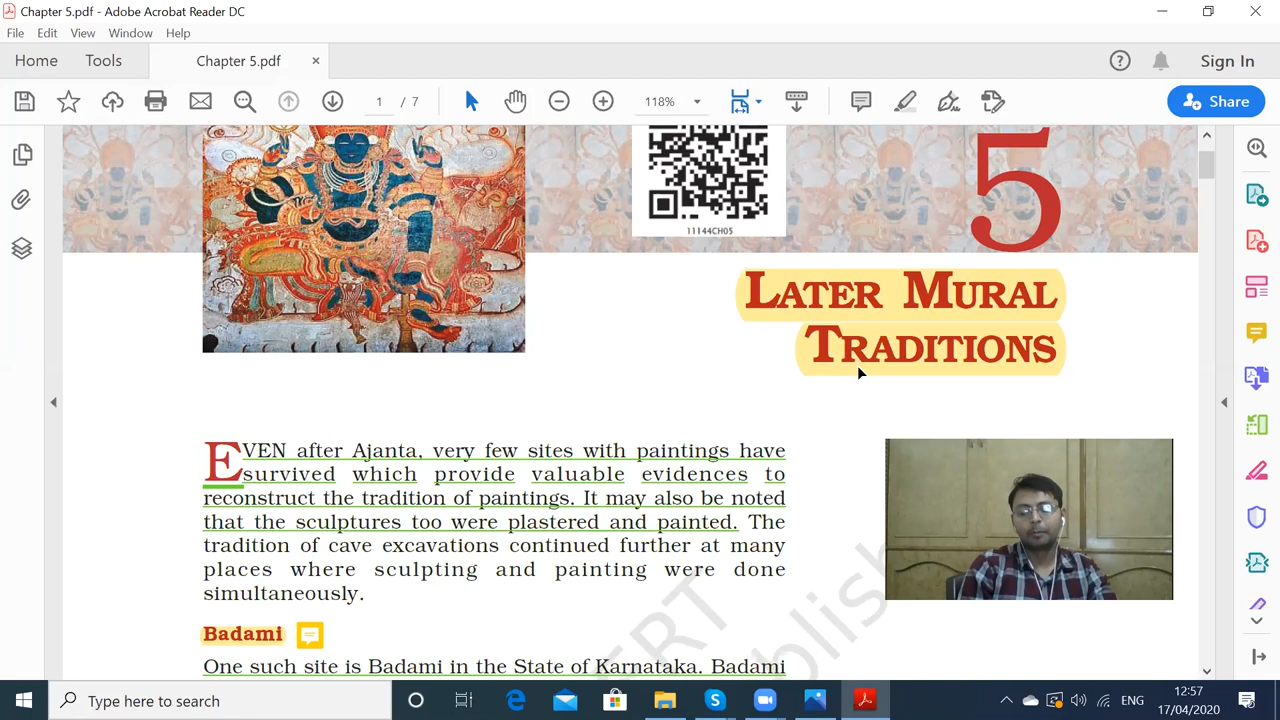 Chapter 5.pdf - Adobe Acrobat Reader DC
File Edit View Window Help
Home Tools Chapter 5.pdf × Sign In
1 / 7 118% Share
5
11144CH05
LATER MURAL
TRADITIONS
EVEN after Ajanta, very few sites with paintings have
survived which provide valuable evidences to
reconstruct the tradition of paintings. It may also be noted
that the sculptures too were plastered and painted. The
tradition of cave excavations continued further at many
places where sculpting and painting were done
simultaneously.
Badami
One such site is Badami in the State of Karnataka. Badami
Type here to search
ENG
12:57
17/04/2020